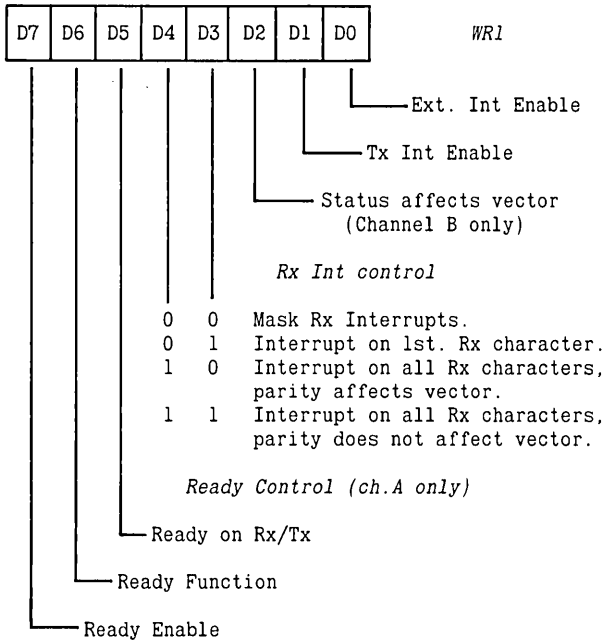 D7 D6 D5 D4 D3 D2 D1 D0 WR1
Ext. Int Enable
Tx Int Enable
Status affects vector
(Channel B only)
Rx Int control
0 0 Mask Rx Interrupts.
0 1 Interrupt on 1st. Rx character.
1 0 Interrupt on all Rx characters,
parity affects vector.
1 1 Interrupt on all Rx characters,
parity does not affect vector.
Ready Control (ch.A only)
Ready on Rx/Tx
Ready Function
Ready Enable